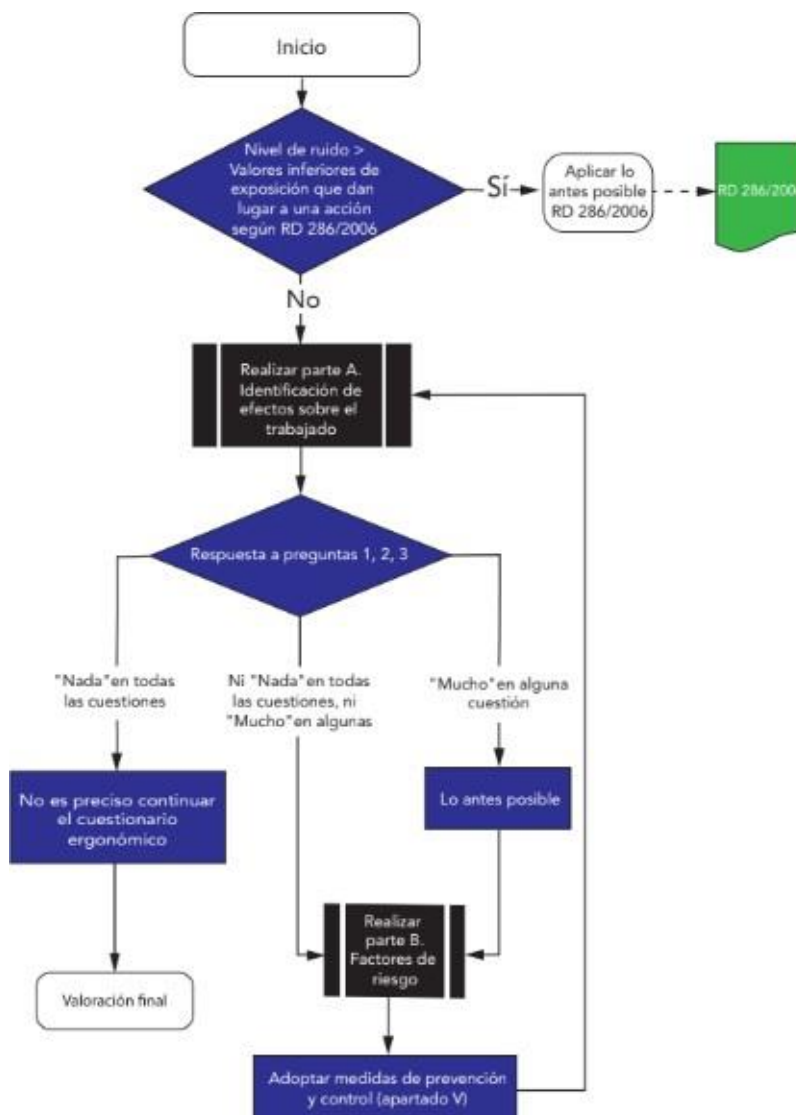 Inicio
Nivel de ruido >
Valores inferiores de
exposición que dan
lugar a una acción
según RD 286/2006
Sí
Aplicar lo
antes posible
RD 286/2006
RD 286/200
No
Realizar parte A.
Identificación de
efectos sobre el
trabajado
Respuesta a preguntas 1, 2, 3
"Nada"en todas
las cuestiones
Ni "Nada"en todas
las cuestiones, ni
"Mucho"en algunas
"Mucho"en alguna
cuestión
No es preciso continuar
el cuestionario
ergonómico
Lo antes posible
Realizar
parte B.
Factores de
riesgo
Valoración final
Adoptar medidas de prevención
y control (apartado V)